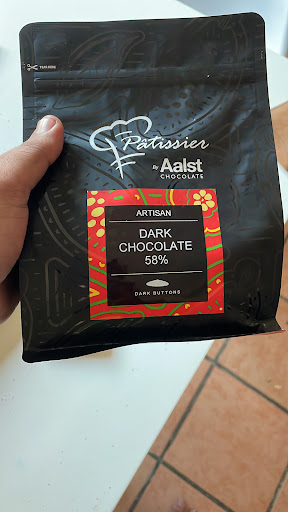 Pâtissier
By Aalst
CHOCOLATE
ARTISAN
DARK
CHOCOLATE
58%
DARK BUTTONS